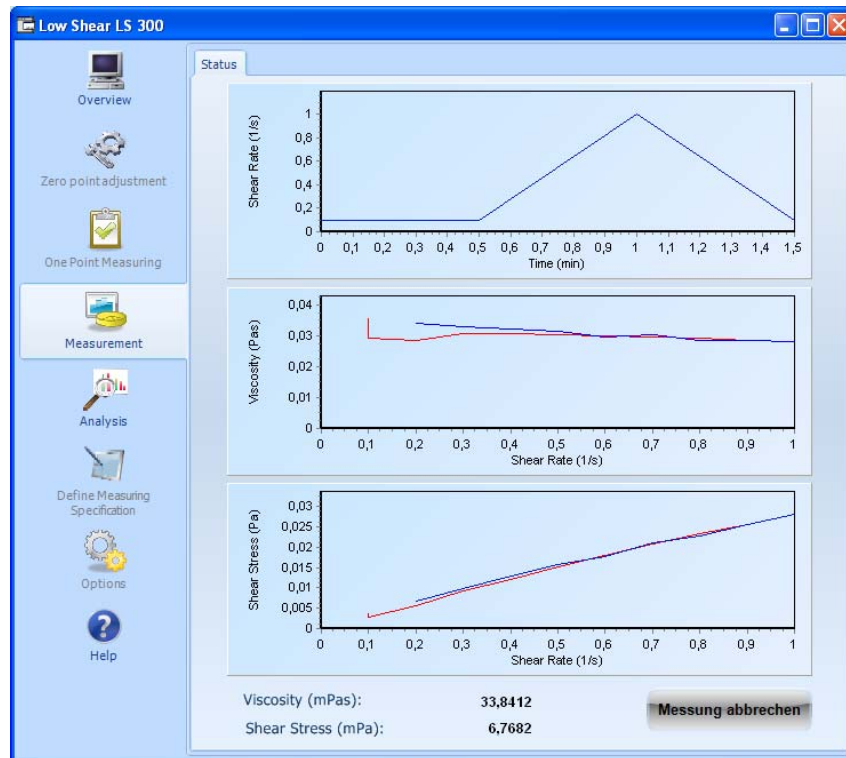 Low Shear LS 300
Overview
Zero point adjustment
One Point Measuring
Measurement
Analysis
Define Measuring
Specification
Options
Help
Status
Shear Rate (1/s)
1
0,8
0,6
0,4
0,2
0
0 0,1 0,2 0,3 0,4 0,5 0,6 0,7 0,8 0,9 1 1,1 1,2 1,3 1,4 1,5
Time (min)
Viscosity (Pas)
0,04
0,03
0,02
0,01
0
0 0,1 0,2 0,3 0,4 0,5 0,6 0,7 0,8 0,9 1
Shear Rate (1/s)
Shear Stress (Pa)
0,03
0,025
0,02
0,015
0,01
0,005
0
0 0,1 0,2 0,3 0,4 0,5 0,6 0,7 0,8 0,9 1
Shear Rate (1/s)
Viscosity (mPas): 33,8412
Shear Stress (mPa): 6,7682
Messung abbrechen